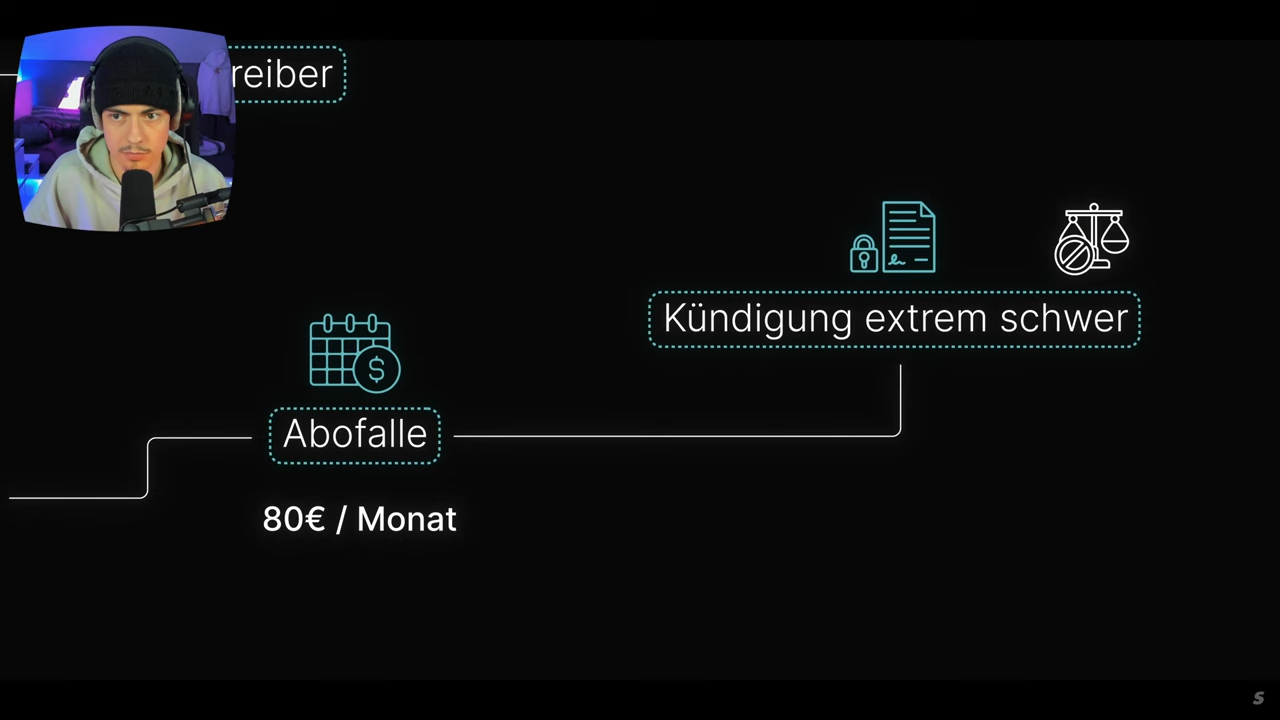 reiber
Kündigung extrem schwer
Abofalle
80€ / Monat
S